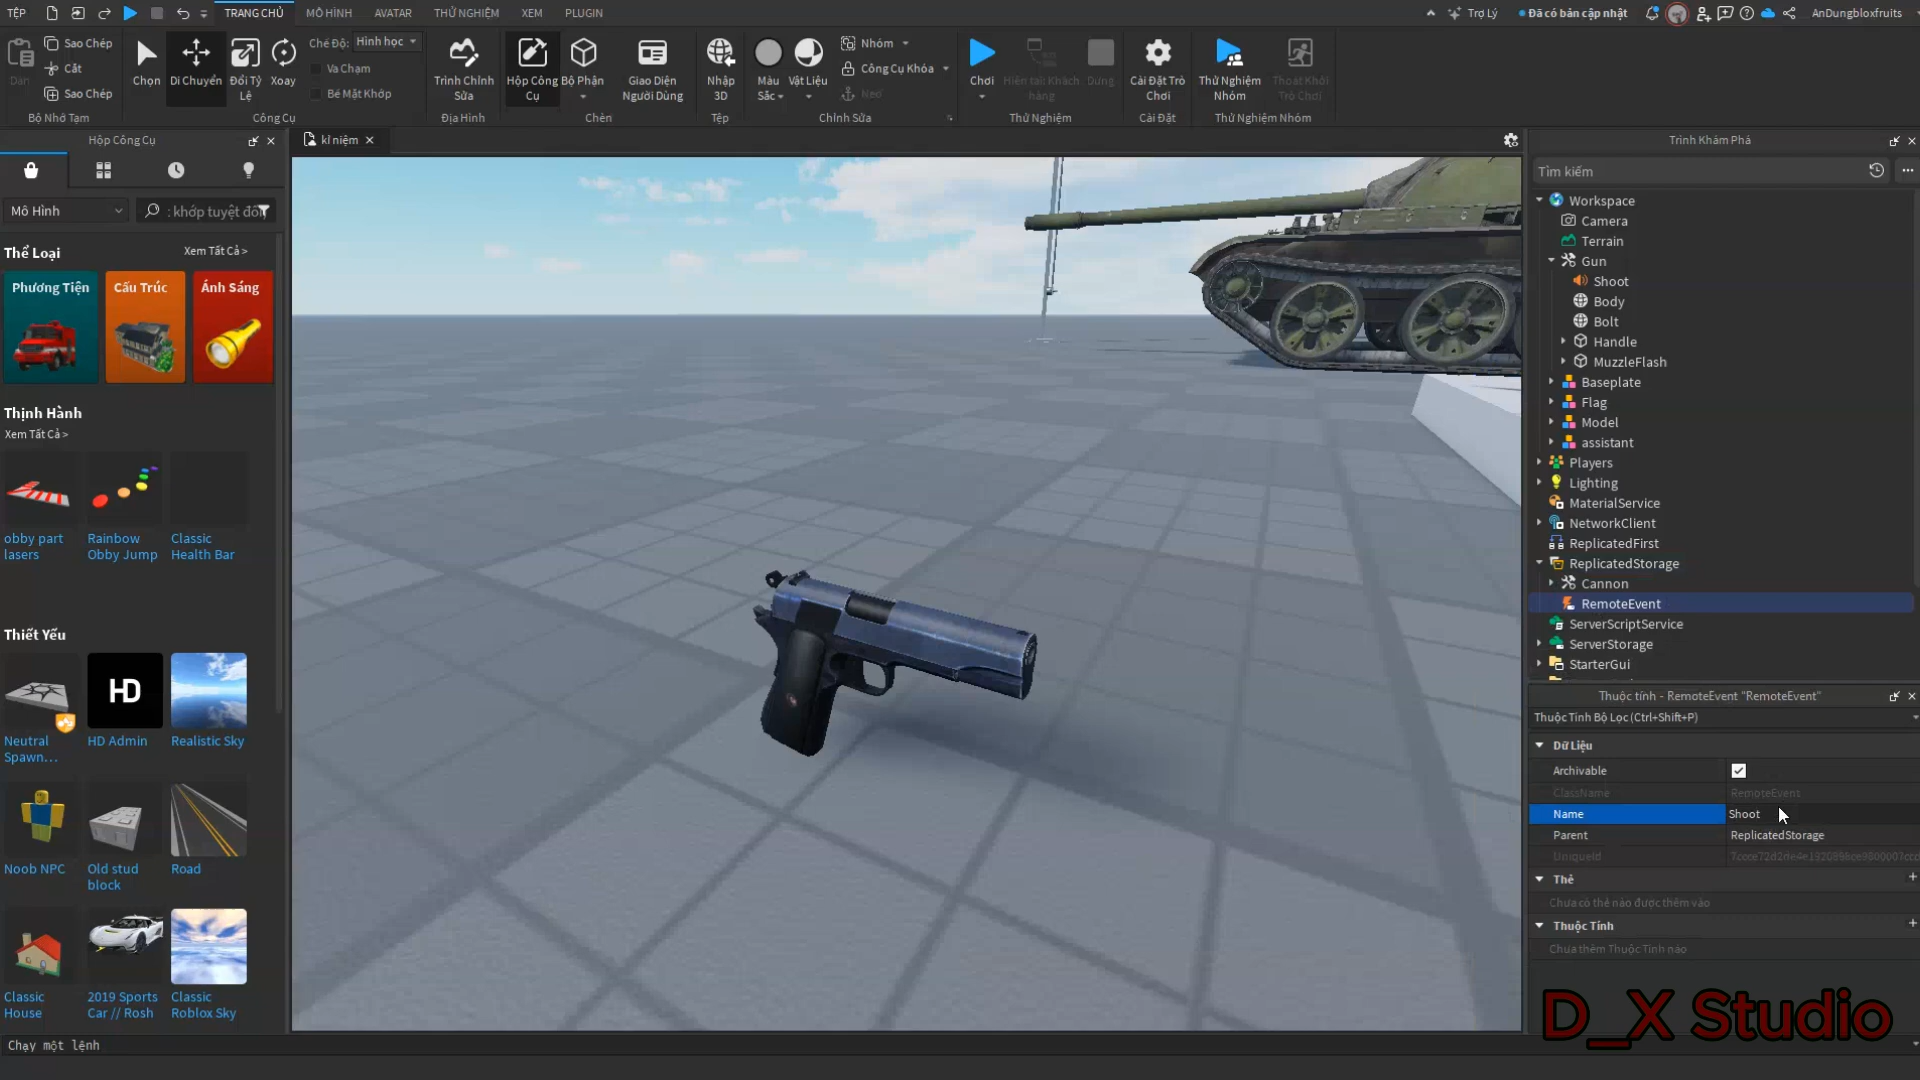 TỆP
TRANG CHỦ
MÔ HÌNH
AVATAR
THỬ NGHIỆM
XEM
PLUGIN
Trợ Lý
Đã có bản cập nhật
AnDungbloxfruits
Dán
Sao Chép
Cắt
Sao Chép
Bộ Nhớ Tạm
Chọn
Di Chuyển
Đổi Tỷ Lệ
Xoay
Chế Độ:
Hình học
Va Chạm
Bề Mặt Khớp
Công Cụ
Trình Chỉnh Sửa
Địa Hình
Hộp Công Cụ
Bộ Phận
Giao Diện Người Dùng
Chèn
Nhập 3D
Tệp
Màu Sắc
Vật Liệu
Nhóm
Công Cụ Khóa
Neo
Chỉnh Sửa
Chơi
Hiện tại: Khách hàng
Dừng
Thử Nghiệm
Cài Đặt Trò Chơi
Cài Đặt
Thử Nghiệm Nhóm
Thoát Khỏi Trò Chơi
Thử Nghiệm Nhóm
Hộp Công Cụ
Mô Hình
: khớp tuyệt đối
Thể Loại
Xem Tất Cả >
Phương Tiện
Cấu Trúc
Ánh Sáng
Thịnh Hành
Xem Tất Cả >
obby part lasers
Rainbow Obby Jump
Classic Health Bar
Thiết Yếu
HD
Neutral Spawn...
HD Admin
Realistic Sky
Noob NPC
Old stud block
Road
Classic House
2019 Sports Car // Rosh
Classic Roblox Sky
Chạy một lệnh
kỉ niệm
Trình Khám Phá
Tìm kiếm
Workspace
Camera
Terrain
Gun
Shoot
Body
Bolt
Handle
MuzzleFlash
Baseplate
Flag
Model
assistant
Players
Lighting
MaterialService
NetworkClient
ReplicatedFirst
ReplicatedStorage
Cannon
RemoteEvent
ServerScriptService
ServerStorage
StarterGui
Thuộc tính - RemoteEvent "RemoteEvent"
Thuộc Tính Bộ Lọc (Ctrl+Shift+P)
Dữ Liệu
Archivable
ClassName
RemoteEvent
Name
Shoot
Parent
ReplicatedStorage
UniqueId
Thẻ
Chưa có thẻ nào được thêm vào
Thuộc Tính
Chưa thêm Thuộc Tính nào
D_X Studio